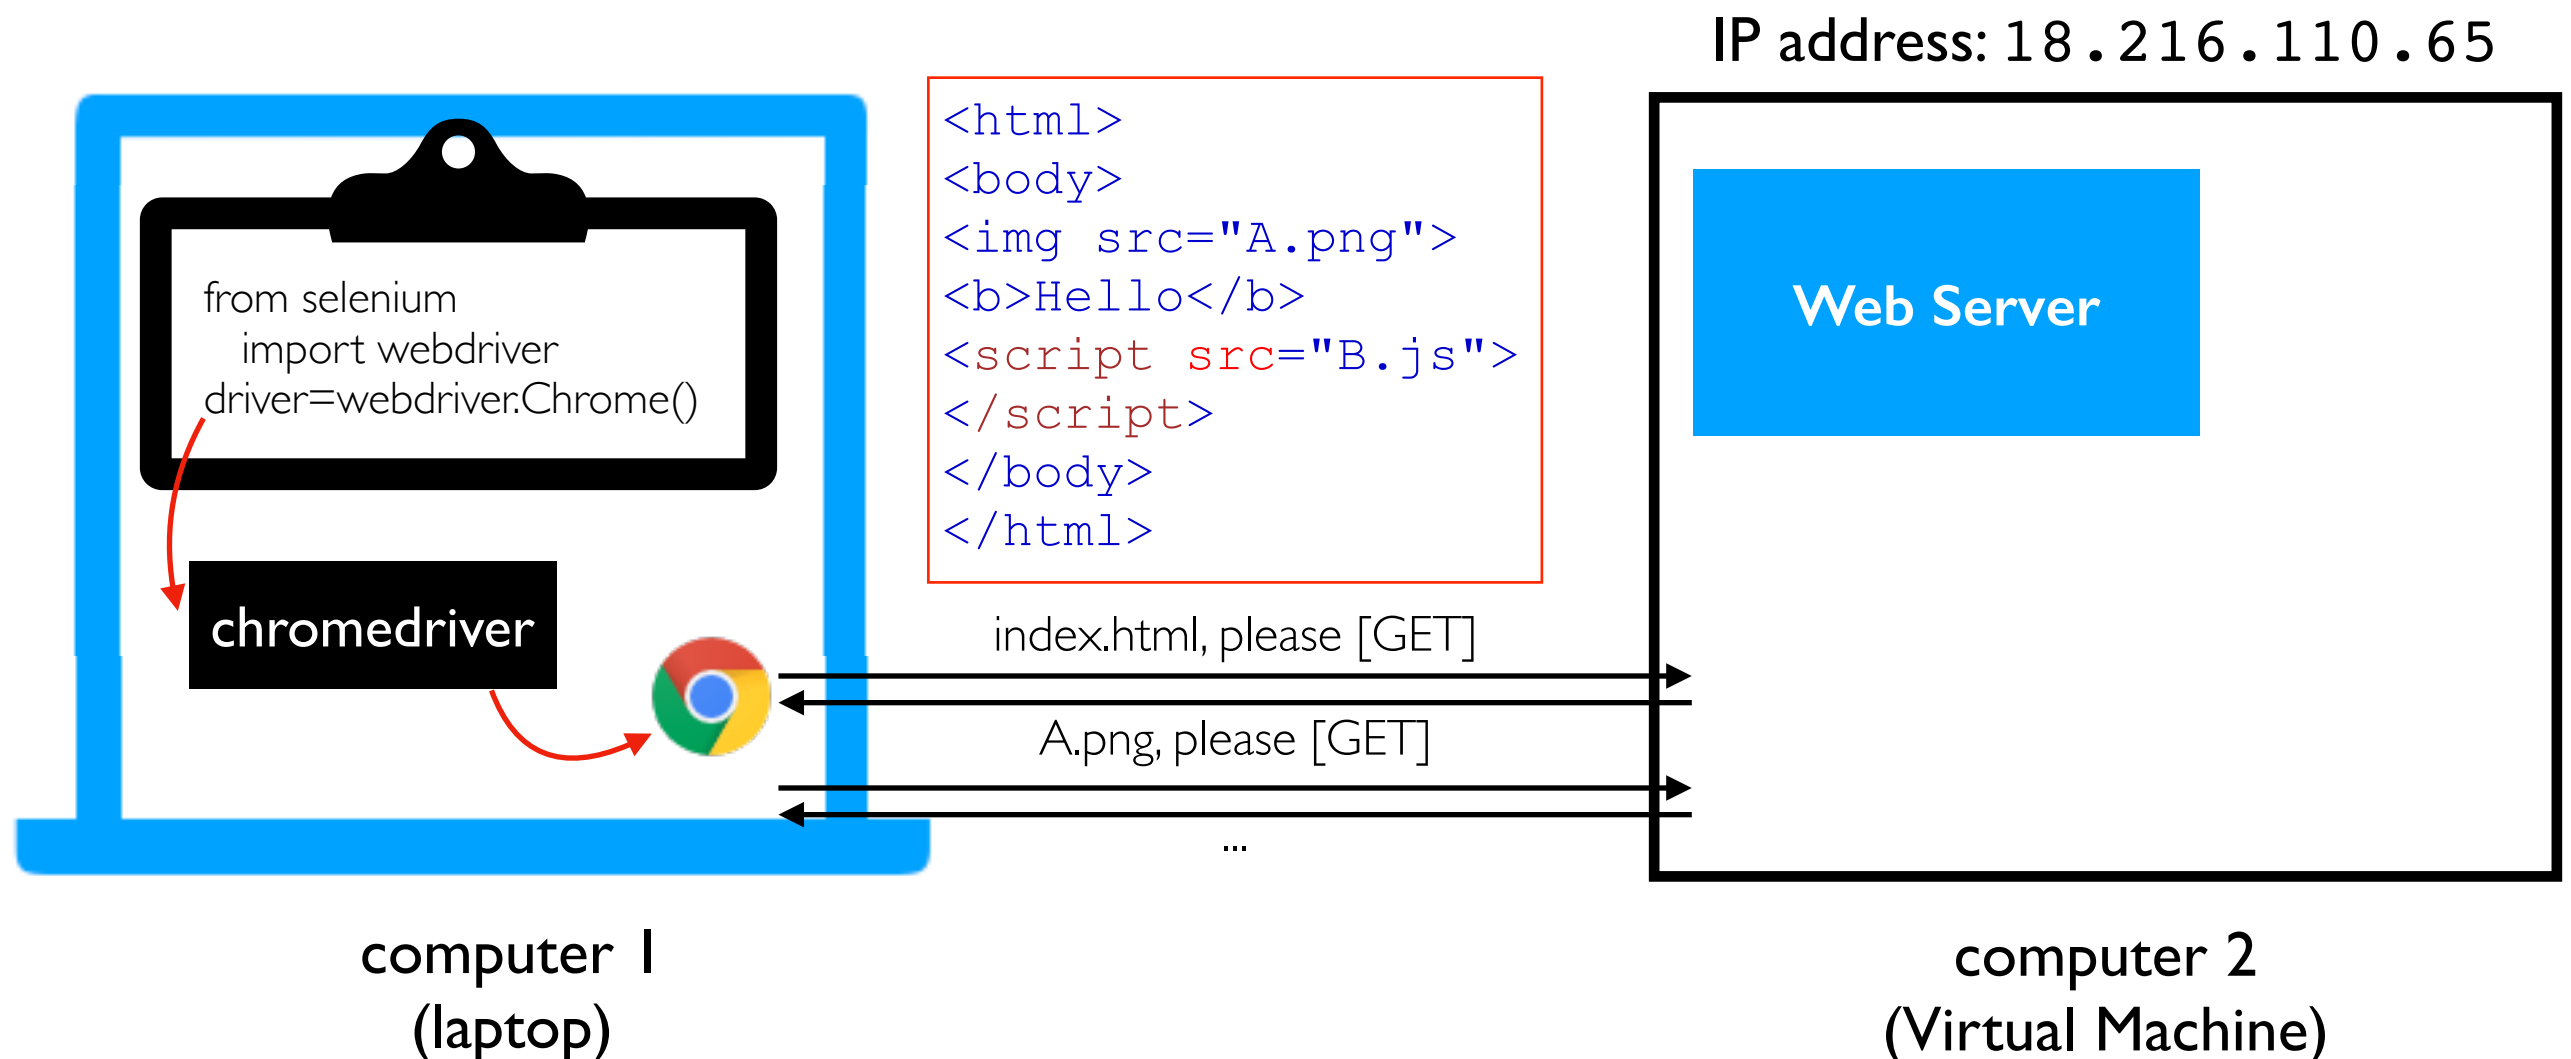 IP address: 18.216.110.65
from selenium
import webdriver
driver=webdriver.Chrome()
chromedriver
<html>
<body>
<img src="A.png">
<b>Hello</b>
<script src="B.js">
</script>
</body>
</html>
index.html, please [GET]
A.png, please [GET]
...
Web Server
computer 1
(laptop)
computer 2
(Virtual Machine)